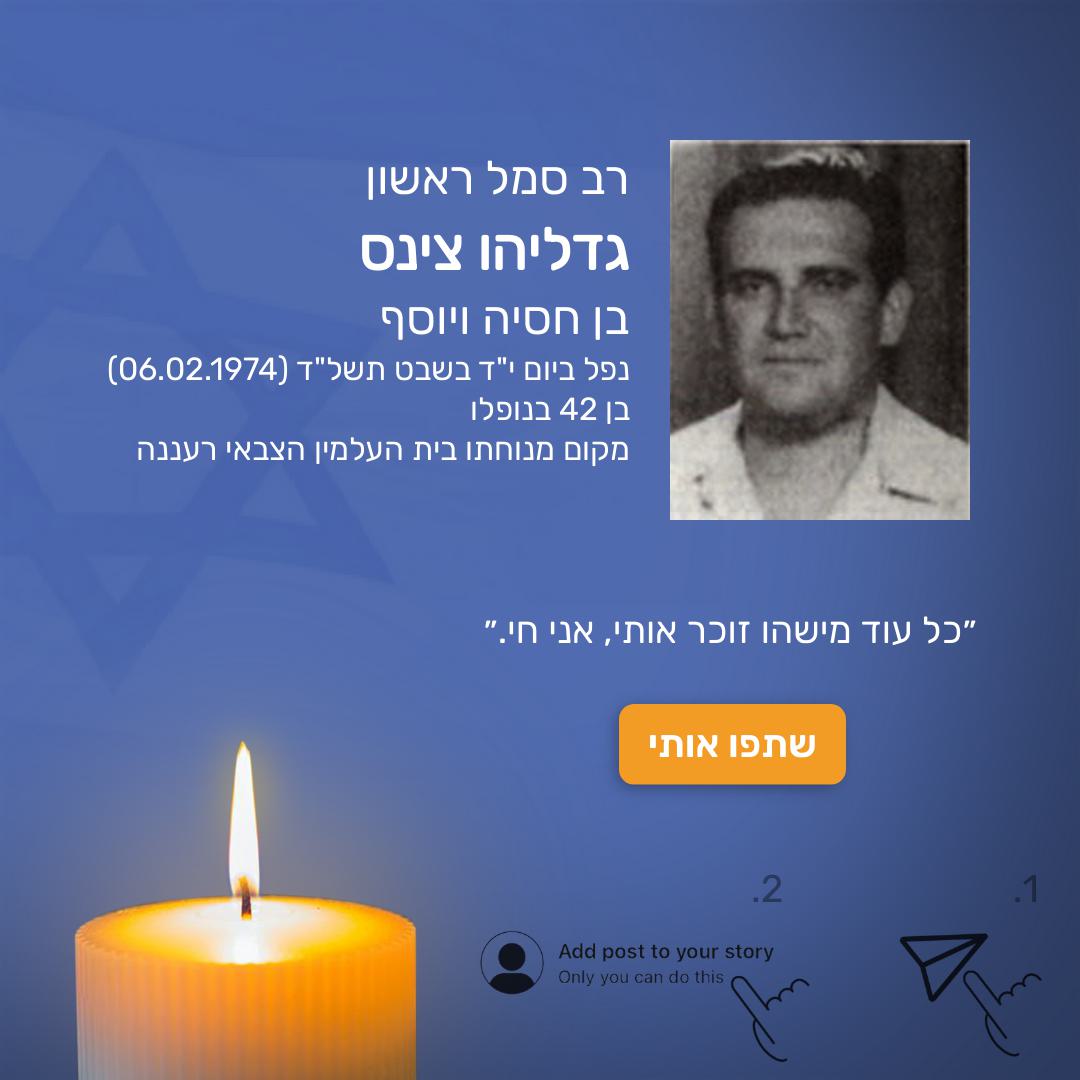 רב סמל ראשון
גדליהו צינס
בן חסיה ויוסף
נפל ביום י"ד בשבט תשל"ד (06.02.1974)
בן 42 בנופלו
מקום מנוחתו בית העלמין הצבאי רעננה
״כל עוד מישהו זוכר אותי, אני חי.״
שתפו אותי
.1
.2
Add post to your story
Only you can do this